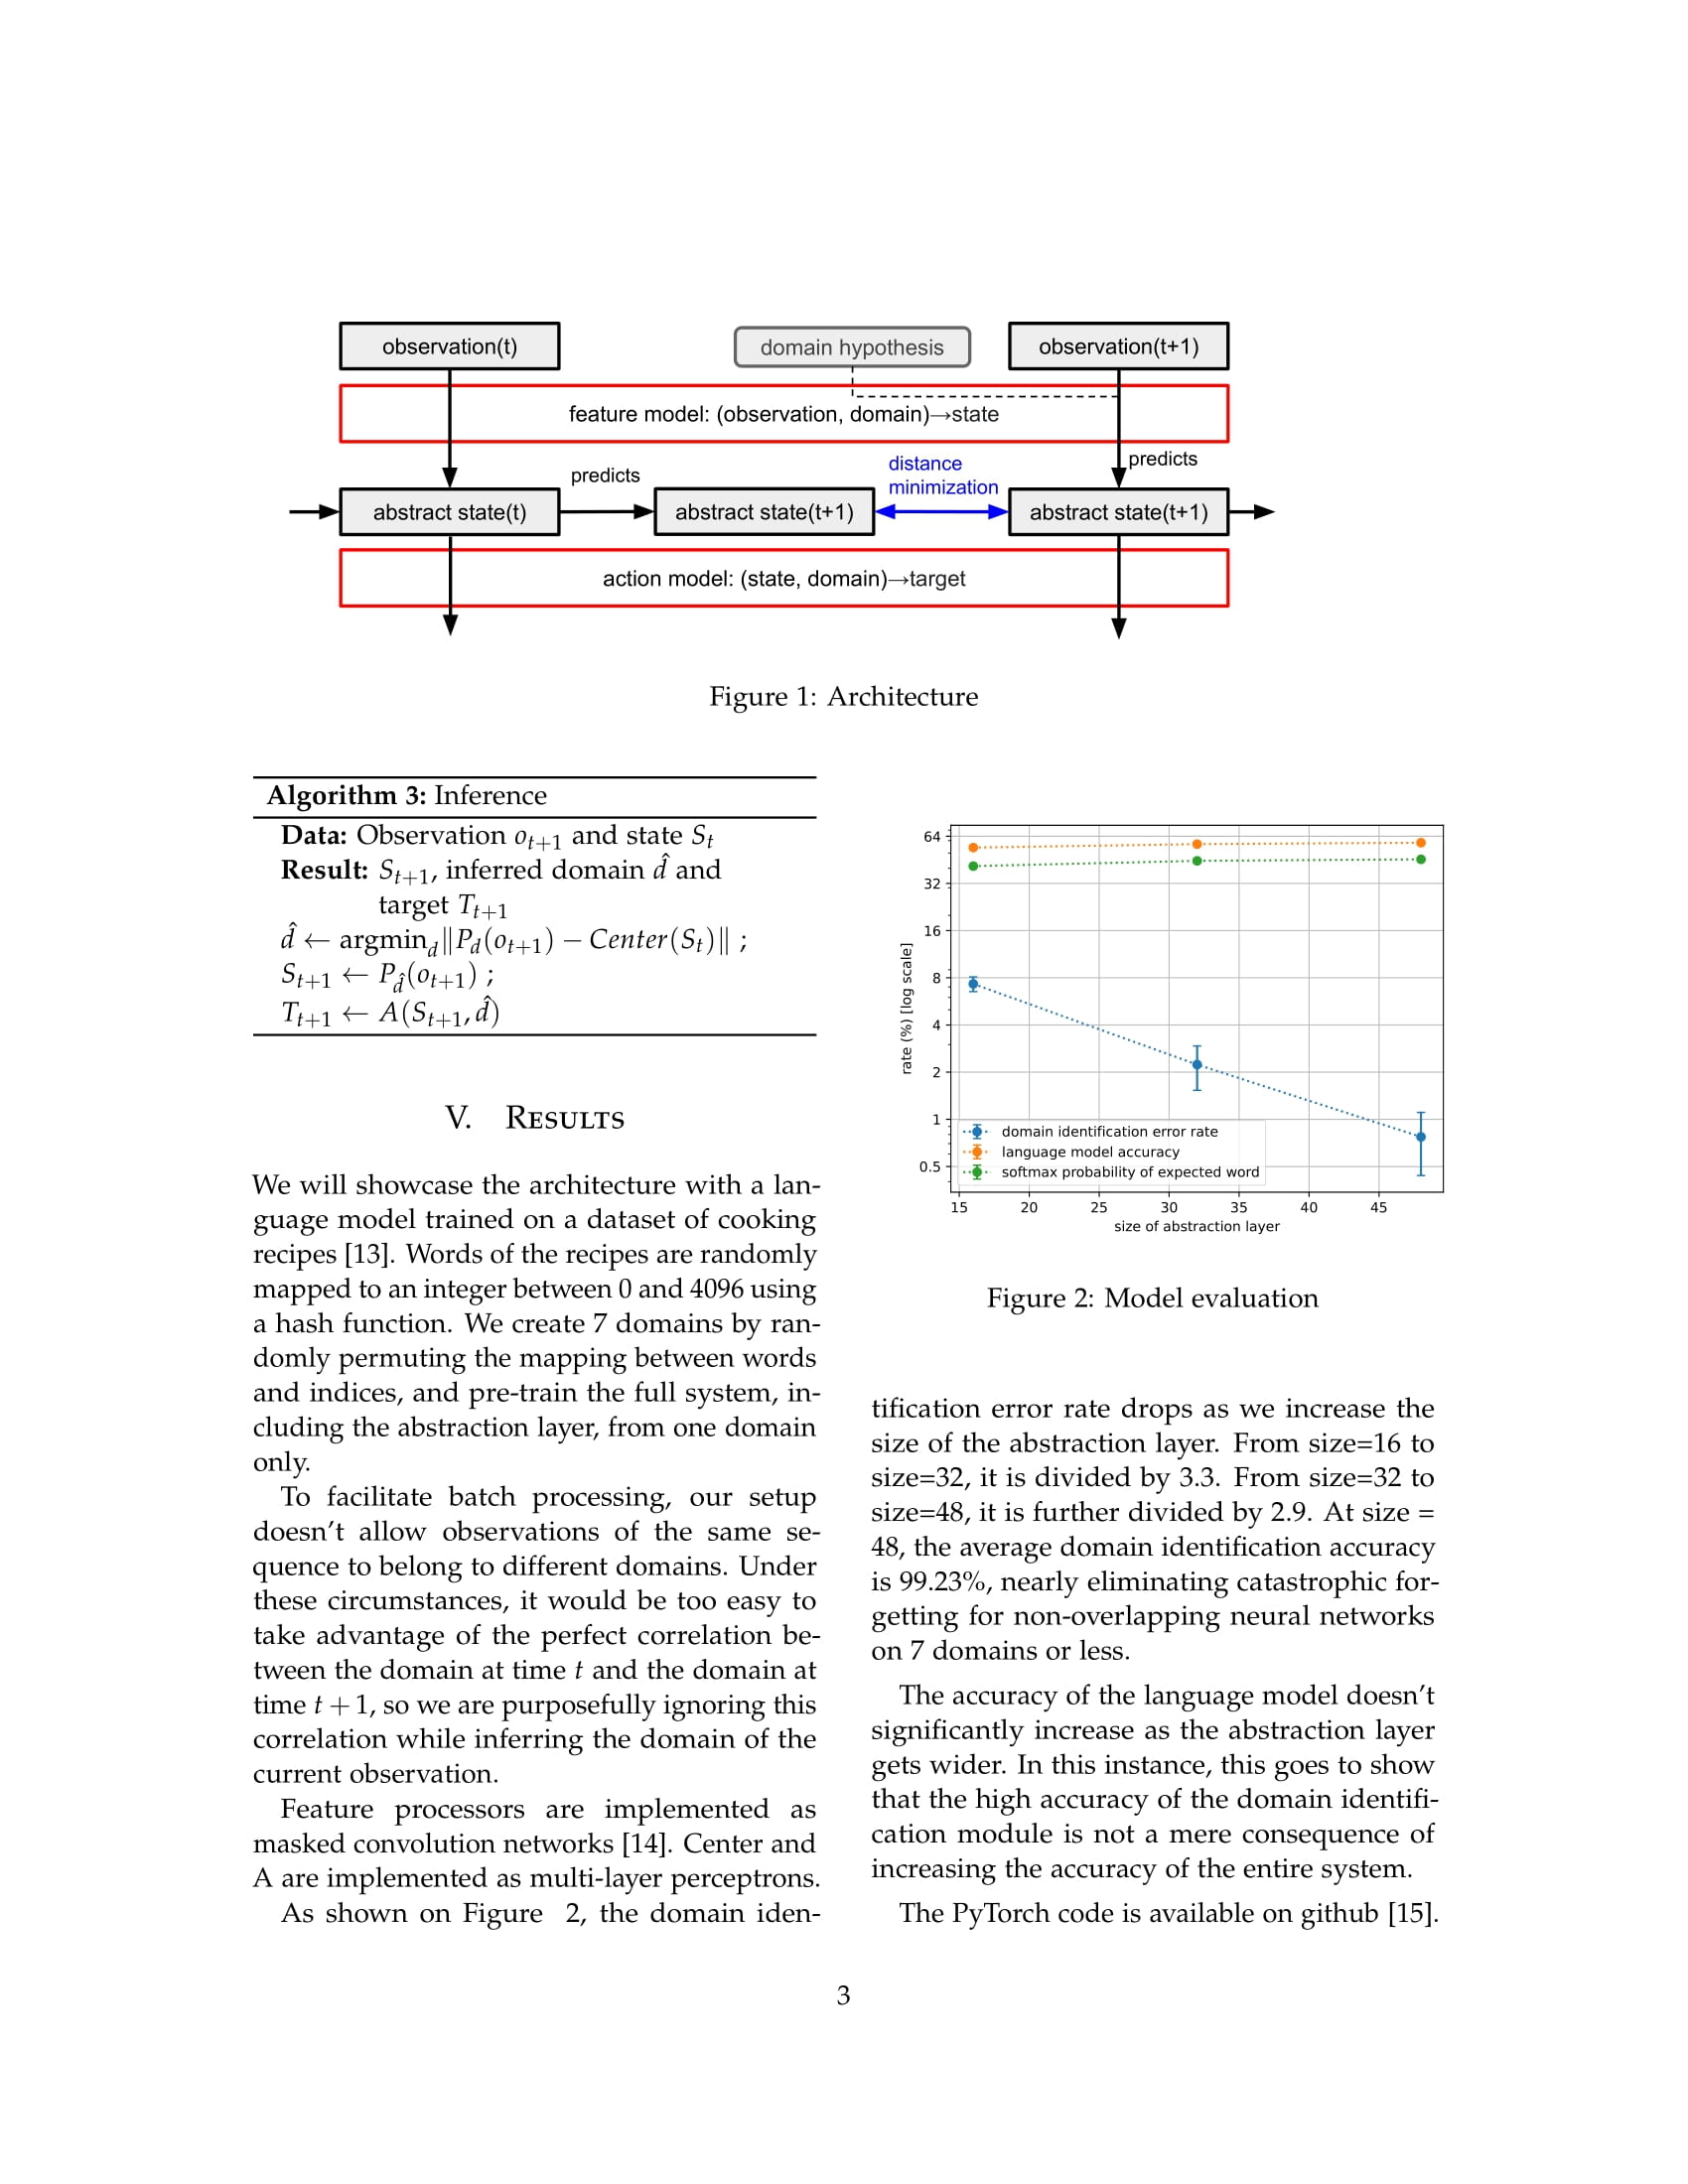 observation(t)
domain hypothesis
observation(t+1)
feature model: (observation, domain)→state
predicts
distance
minimization
predicts
abstract state(t)
abstract state(t+1)
abstract state(t+1)
action model: (state, domain)→target
Figure 1: Architecture
Algorithm 3: Inference
Data: Observation o_{t+1} and state S_t
Result: S_{t+1}, inferred domain d̂ and
target T_{t+1}
d̂ ← argmin_d ‖P_d(o_{t+1}) − Center(S_t)‖ ;
S_{t+1} ← P_{d̂}(o_{t+1}) ;
T_{t+1} ← A(S_{t+1}, d̂)
V. Results
We will showcase the architecture with a lan-
guage model trained on a dataset of cooking
recipes [13]. Words of the recipes are randomly
mapped to an integer between 0 and 4096 using
a hash function. We create 7 domains by ran-
domly permuting the mapping between words
and indices, and pre-train the full system, in-
cluding the abstraction layer, from one domain
only.
To facilitate batch processing, our setup
doesn't allow observations of the same se-
quence to belong to different domains. Under
these circumstances, it would be too easy to
take advantage of the perfect correlation be-
tween the domain at time t and the domain at
time t + 1, so we are purposefully ignoring this
correlation while inferring the domain of the
current observation.
Feature processors are implemented as
masked convolution networks [14]. Center and
A are implemented as multi-layer perceptrons.
As shown on Figure 2, the domain iden-
64
32
16
8
4
2
1
0.5
rate (%) [log scale]
domain identification error rate
language model accuracy
softmax probability of expected word
15 20 25 30 35 40 45
size of abstraction layer
Figure 2: Model evaluation
tification error rate drops as we increase the
size of the abstraction layer. From size=16 to
size=32, it is divided by 3.3. From size=32 to
size=48, it is further divided by 2.9. At size =
48, the average domain identification accuracy
is 99.23%, nearly eliminating catastrophic for-
getting for non-overlapping neural networks
on 7 domains or less.
The accuracy of the language model doesn't
significantly increase as the abstraction layer
gets wider. In this instance, this goes to show
that the high accuracy of the domain identifi-
cation module is not a mere consequence of
increasing the accuracy of the entire system.
The PyTorch code is available on github [15].
3